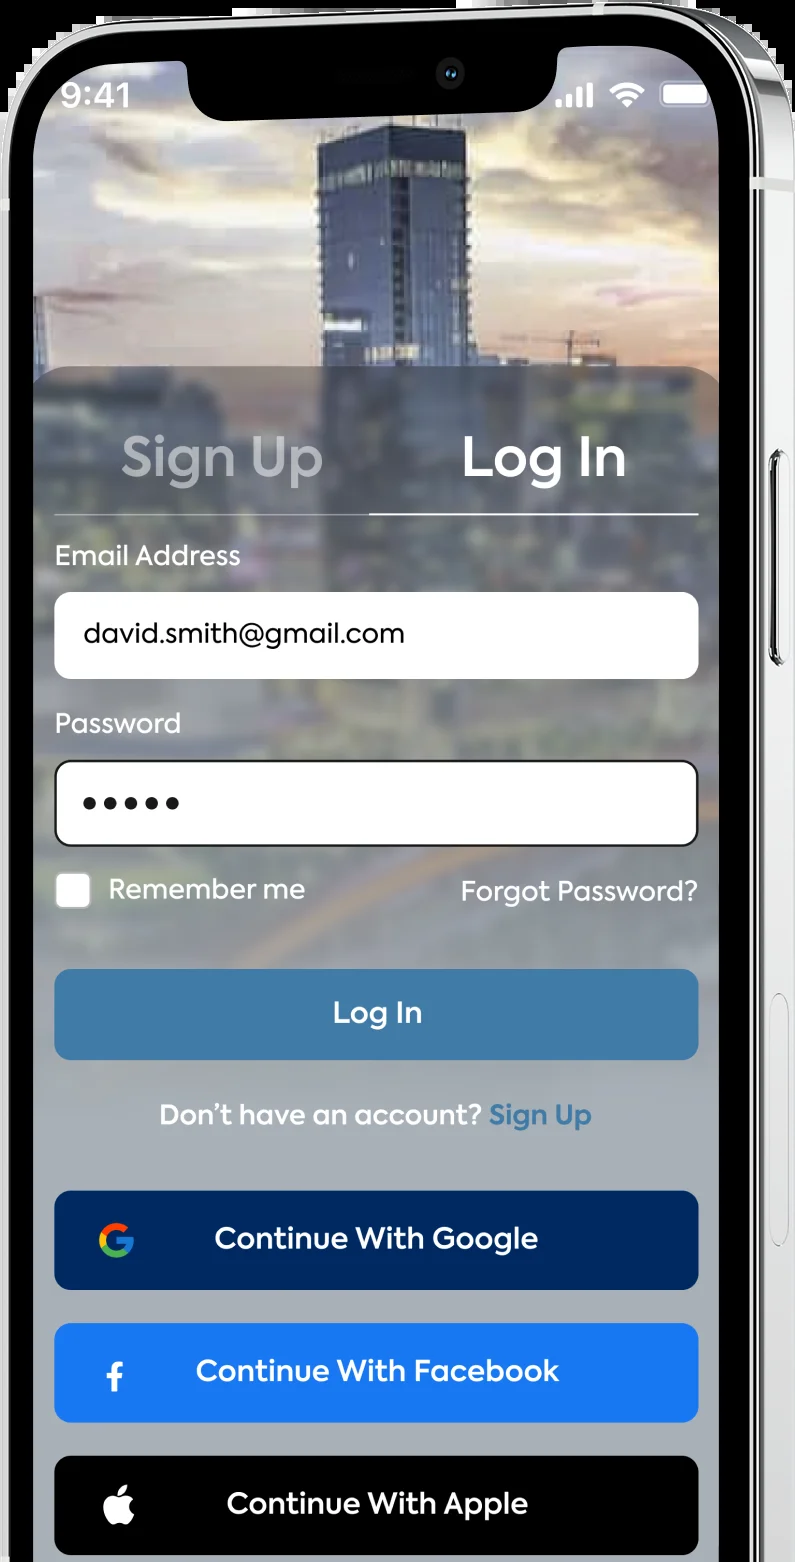 9:41
Sign Up Log In
Email Address
david.smith@gmail.com
Password
•••••
Remember me Forgot Password?
Log In
Don’t have an account? Sign Up
Continue With Google
Continue With Facebook
Continue With Apple